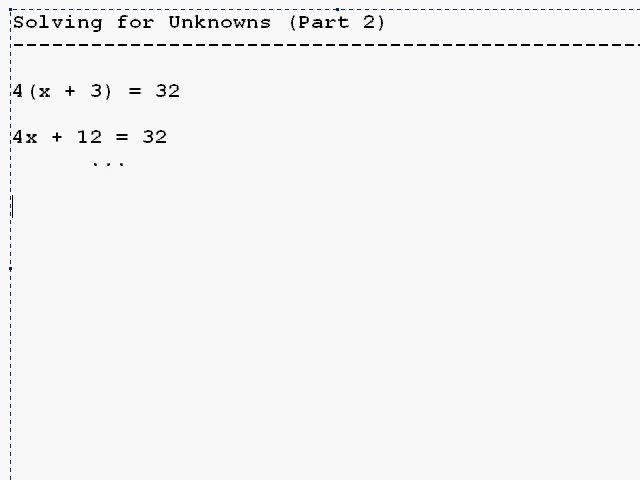 Solving for Unknowns (Part 2)
------------------------------------------------
4(x + 3) = 32
4x + 12 = 32
...